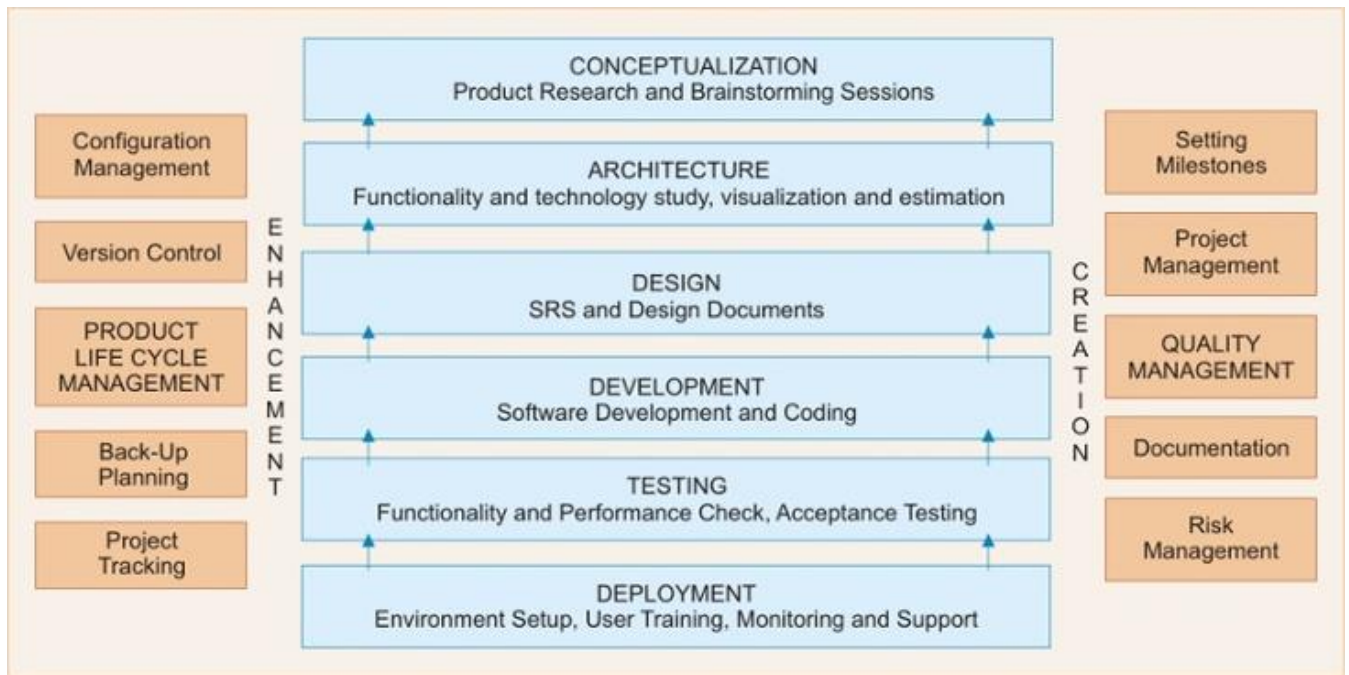 CONCEPTUALIZATION
Product Research and Brainstorming Sessions
ARCHITECTURE
Functionality and technology study, visualization and estimation
DESIGN
SRS and Design Documents
DEVELOPMENT
Software Development and Coding
TESTING
Functionality and Performance Check, Acceptance Testing
DEPLOYMENT
Environment Setup, User Training, Monitoring and Support
Configuration
Management
Version Control
PRODUCT
LIFE CYCLE
MANAGEMENT
Back-Up
Planning
Project
Tracking
ENHANCEMENT
CREATION
Setting
Milestones
Project
Management
QUALITY
MANAGEMENT
Documentation
Risk
Management